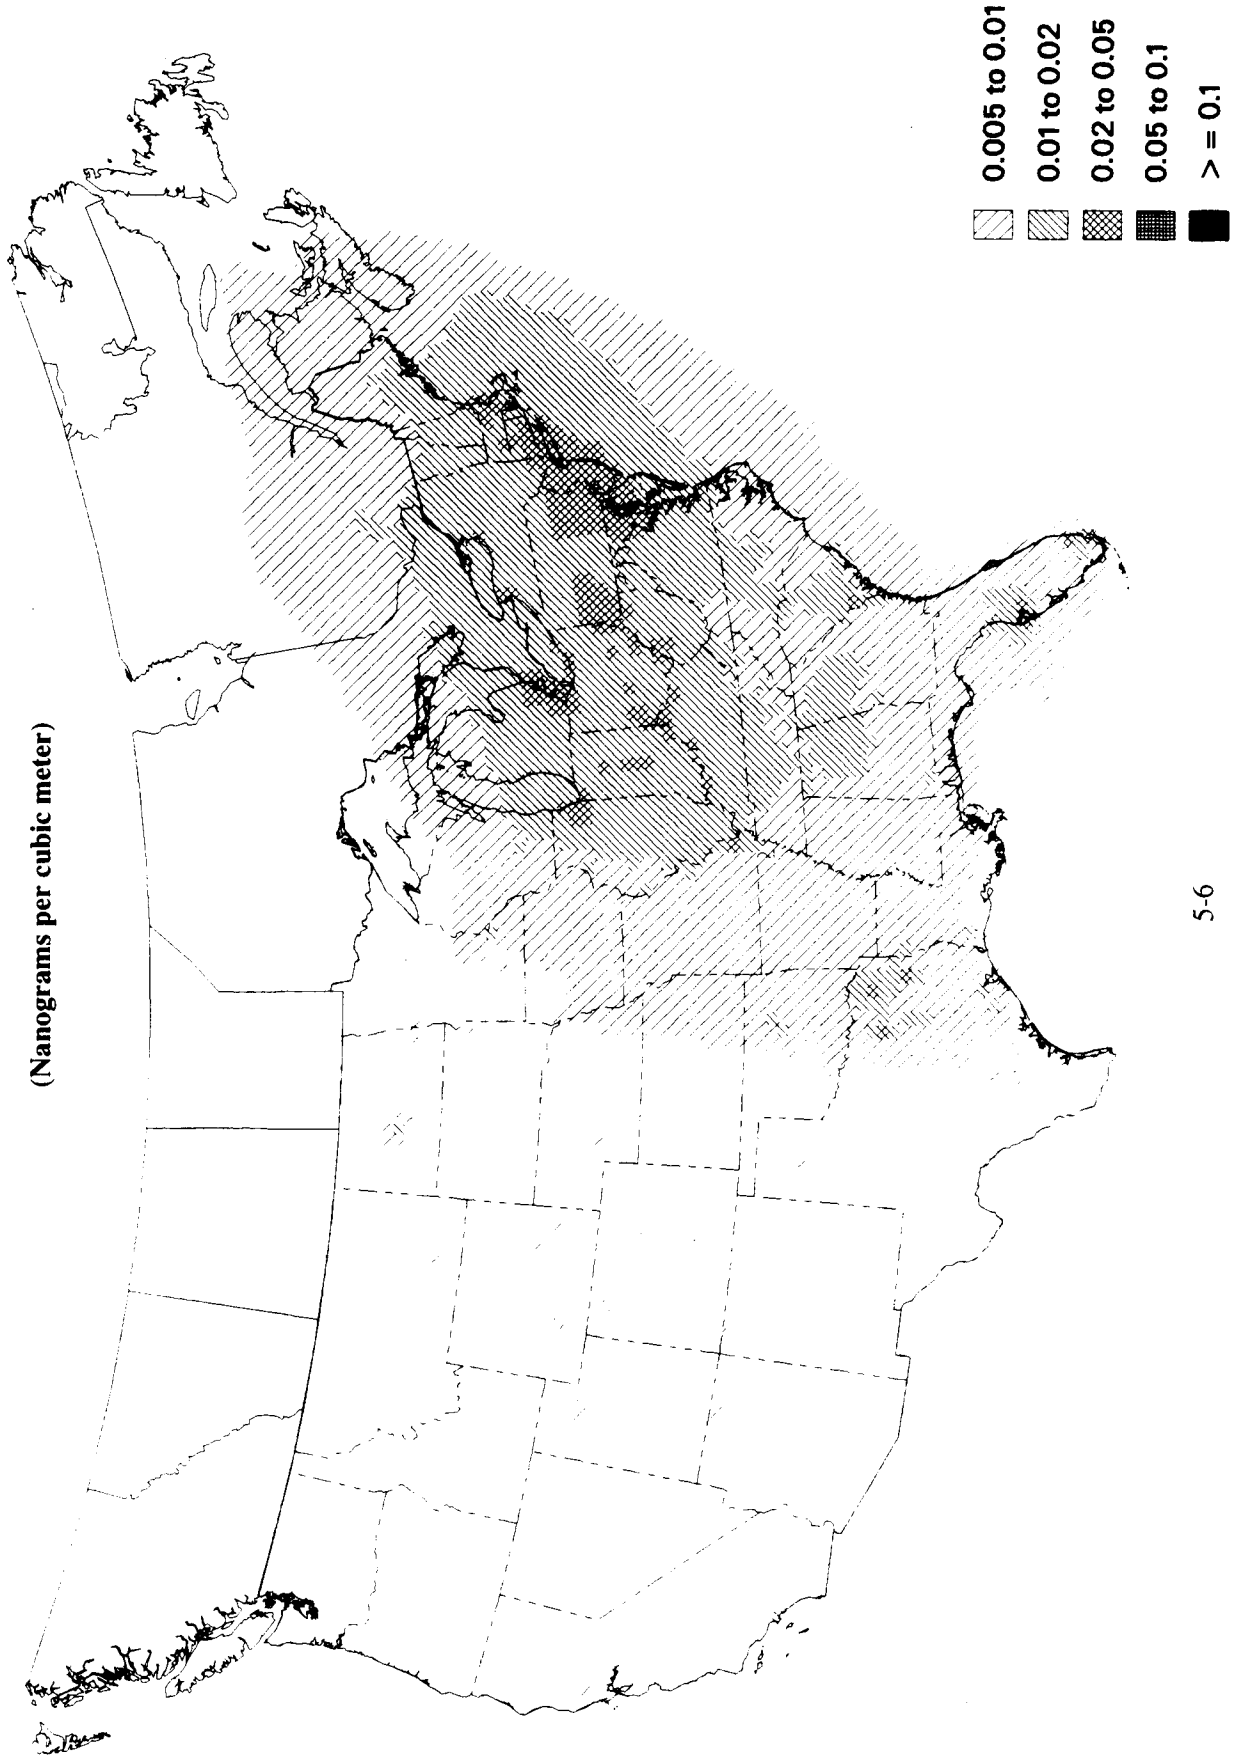 (Nanograms per cubic meter)
0.005 to 0.01
0.01 to 0.02
0.02 to 0.05
0.05 to 0.1
> = 0.1
5-6